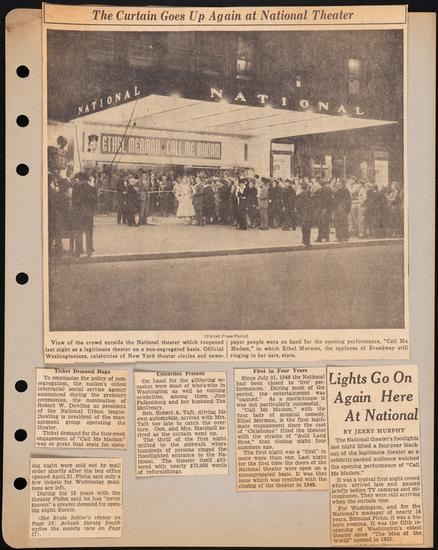 The Curtain Goes Up Again at National Theater
NATIONAL
NATIONAL
ETHEL MERMAN · CALL ME MADAM
(United Press Photo)
View of the crowd outside the National theater which reopened
last night as a legitimate theater on a non-segregated basis. Official
Washingtonians, celebrities of New York theater circles and news-
paper people were on hand for the opening performance, "Call Me
Madam," in which Ethel Merman, the applause of Broadway still
ringing in her ears, stars.
Ticket Demand Huge
To emphasize the policy of non-
segregation, the nation's oldest
interracial social service agency
announced during the premiere
ceremonies, the nomination of
Robert W. Dowling as president
of the National Urban league.
Dowling is president of the man-
agement group operating the
theater.
Ticket demand for the four-week
engagement of "Call Me Madam"
was so great that seats for open-
ing night were sold out by mail
order shortly after the box office
opened April 21. Plohn said only a
few tickets for Wednesday mati-
nees are left.
During his 15 years with the
theater Plohn said he has "never
known" a greater demand for open-
ing night ducats.
(See Ernie Schier's review on
Page 20; Achsah Dorsey Smith
writes the society view on Page
27).
Celebrities Present
On hand for the glittering oc-
casion were most of who's-who in
Washington as well as visiting
celebrities, among them Jinx
Falkenburg and her husband Tex
McCreary.
Sen. Robert A. Taft, driving his
own automobile, arrived with Mrs.
Taft too late to catch the over-
ture. Gen. and Mrs. Marshall ar-
rived as the curtain went up.
The thrill of the first night
drifted to the sidewalk where
hundreds of persons ringed the
floodlighted entrance to the Na-
tional. The theater itself glit-
tered with nearly $75,000 worth
of refurbishings.
First in Four Years
Since July 31, 1948 the National
had been closed to "live" per-
formances. During most of the
period, the entertainment was
"canned." As a movie-house it
was not particularly successful.
"Call Me Madam," with the
first lady of musical comedy,
Ethel Merman, is the first legiti-
mate engagement since the cast
of "Oklahoma" filled the theater
with the strains of "Auld Lang
Syne," that closing night four
summers ago.
The first night was a "first" in
more ways than one. Last night
for the first time the doors of the
National theater were open on a
non-segregated basis. It was that
issue which was credited with the
closing of the theater in 1948.
Lights Go On
Again Here
At National
BY JERRY MURPHY
The National theater's footlights
last night lifted a four-year black-
out of the legitimate theater as a
celebrity-packed audience watched
the opening performance of "Call
Me Madam."
It was a typical first night crowd
which arrived late and paused
briefly before TV cameras and mi-
crophones. They were still arriving
when the curtain rose.
For Washington, and for the
National's manager of nearly 16
years, Edmund Plohn, it was a his-
toric evening. It was the fifth re-
opening of Washington's oldest
theater since "The Man of the
World" opened in 1835.